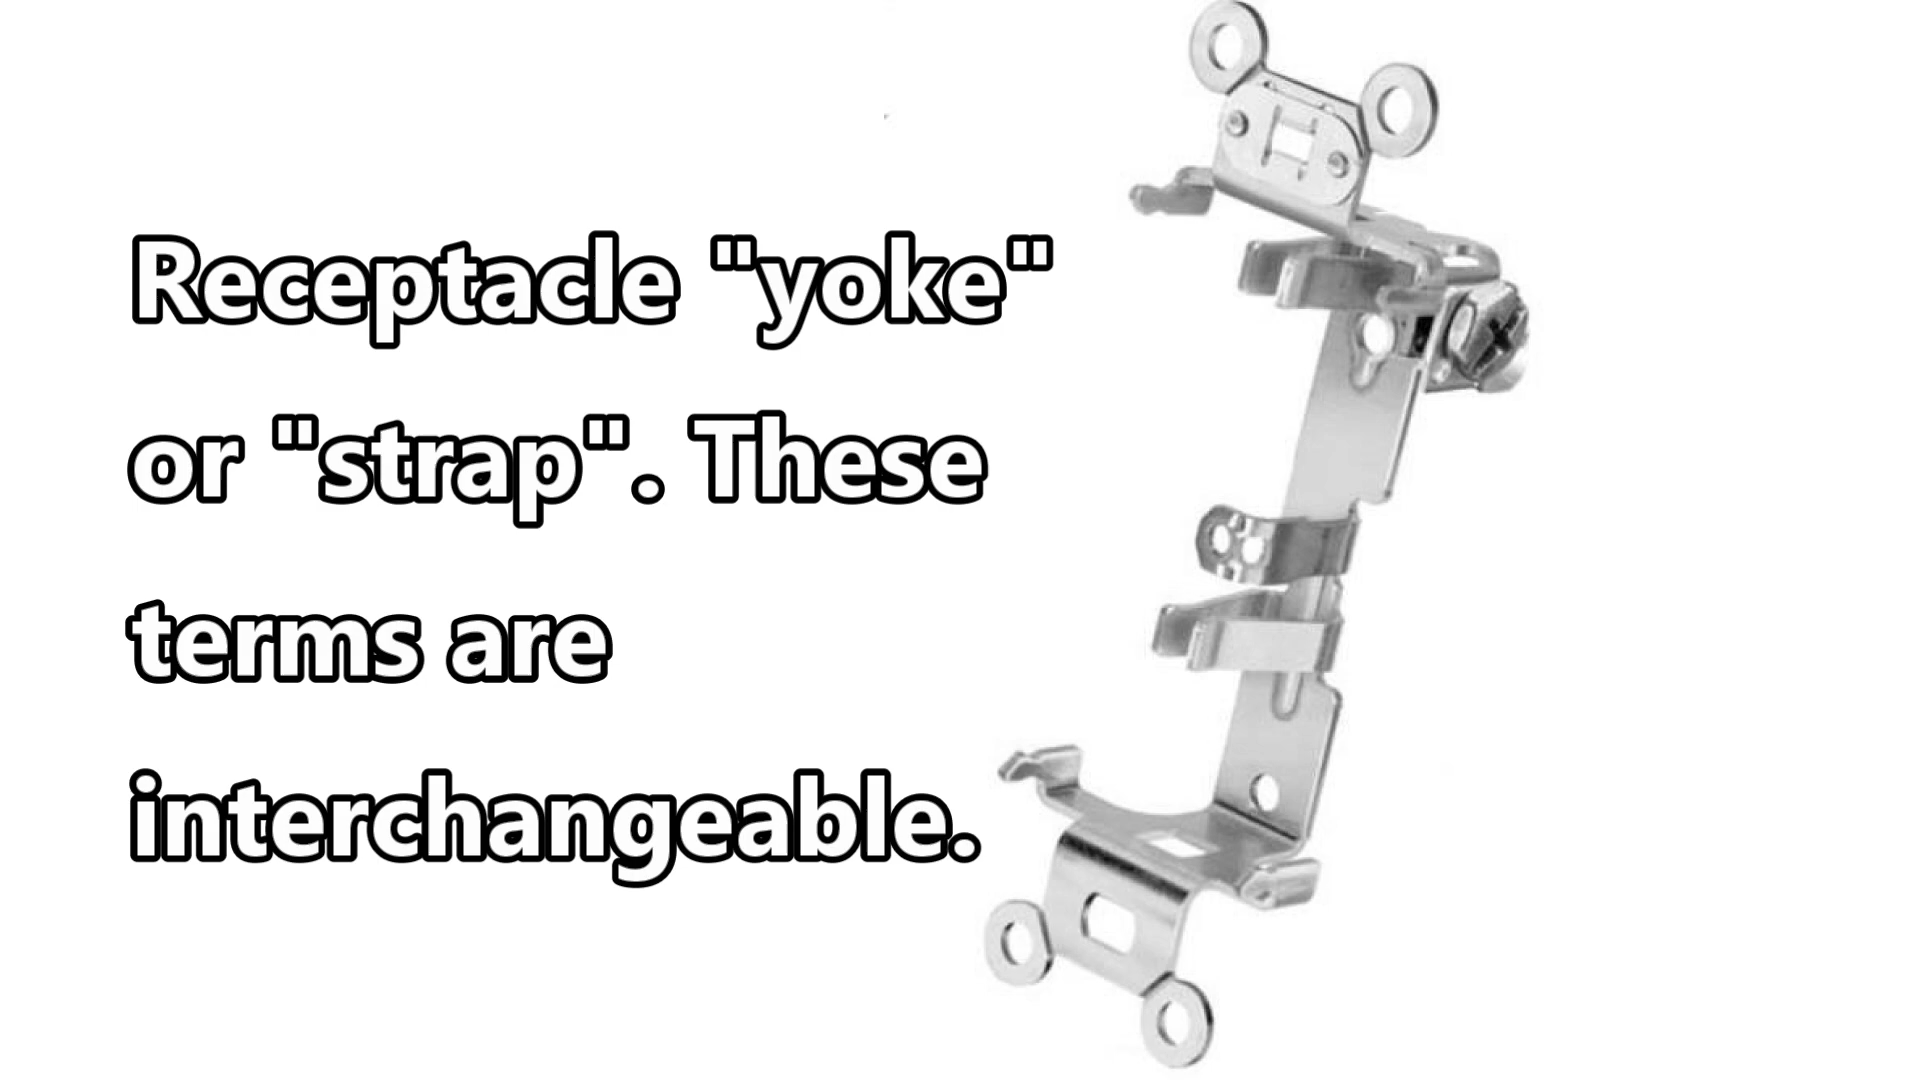 Receptacle "yoke"
or "strap". These
terms are
interchangeable.